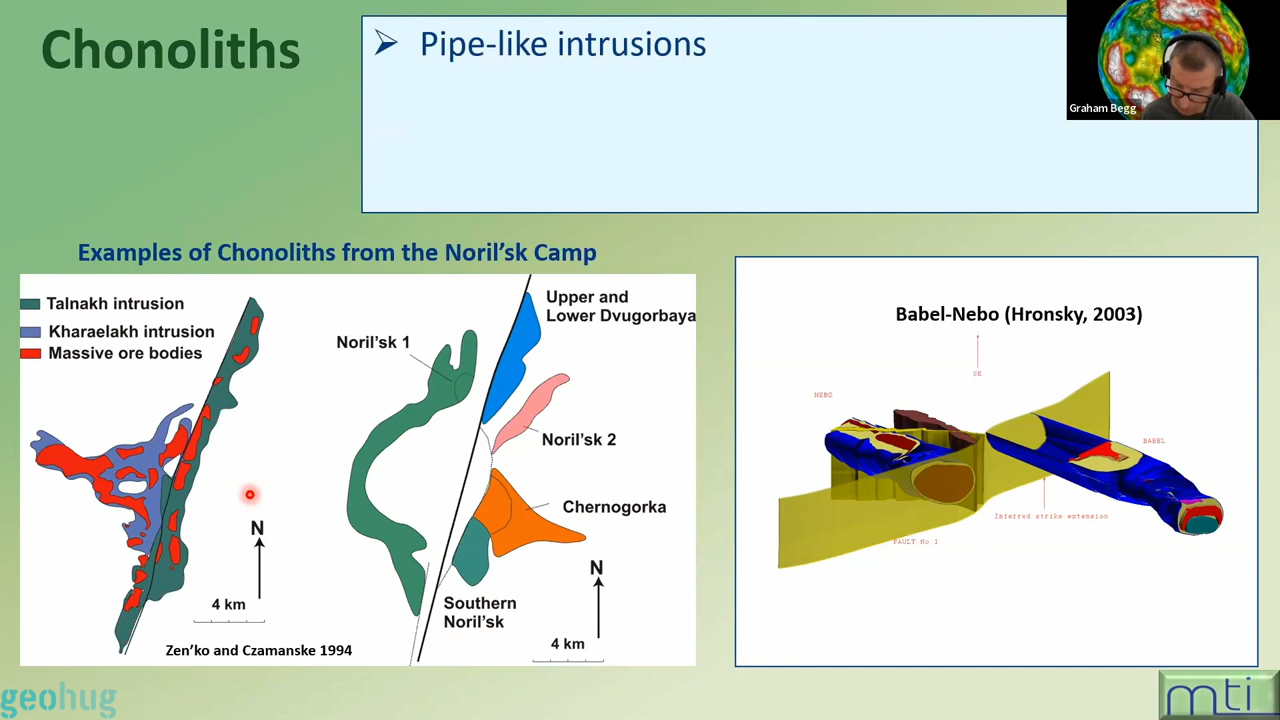 Chonoliths
➢ Pipe-like intrusions
Graham Begg
Examples of Chonoliths from the Noril'sk Camp
Talnakh intrusion
Kharaelakh intrusion
Massive ore bodies
N
4 km
Zen'ko and Czamanske 1994
Noril'sk 1
Upper and
Lower Dvugorbaya
Noril'sk 2
Chernogorka
Southern
Noril'sk
N
4 km
Babel-Nebo (Hronsky, 2003)
SE
NEBO
BABEL
Inferred strike extension
FAULT No 1
geohug
mti